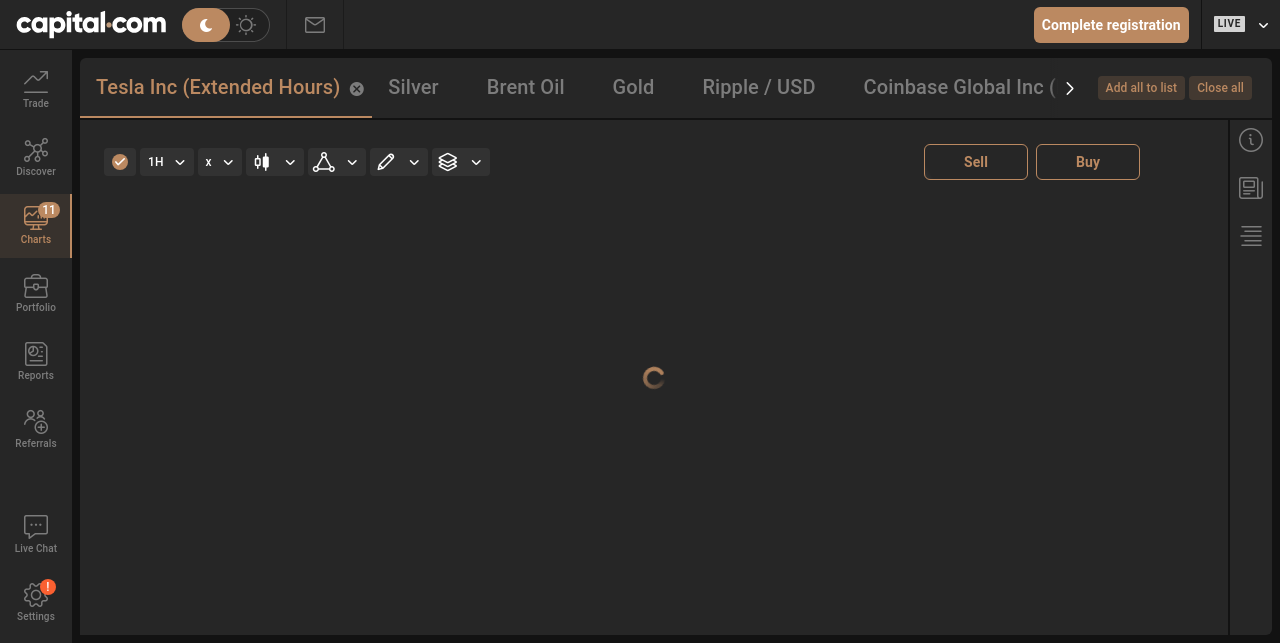 capital.com
Complete registration
LIVE
Trade
Discover
11
Charts
Portfolio
Reports
Referrals
Live Chat
!
Settings
Tesla Inc (Extended Hours)
Silver
Brent Oil
Gold
Ripple / USD
Coinbase Global Inc (
Add all to list
Close all
1H
x
Sell
Buy